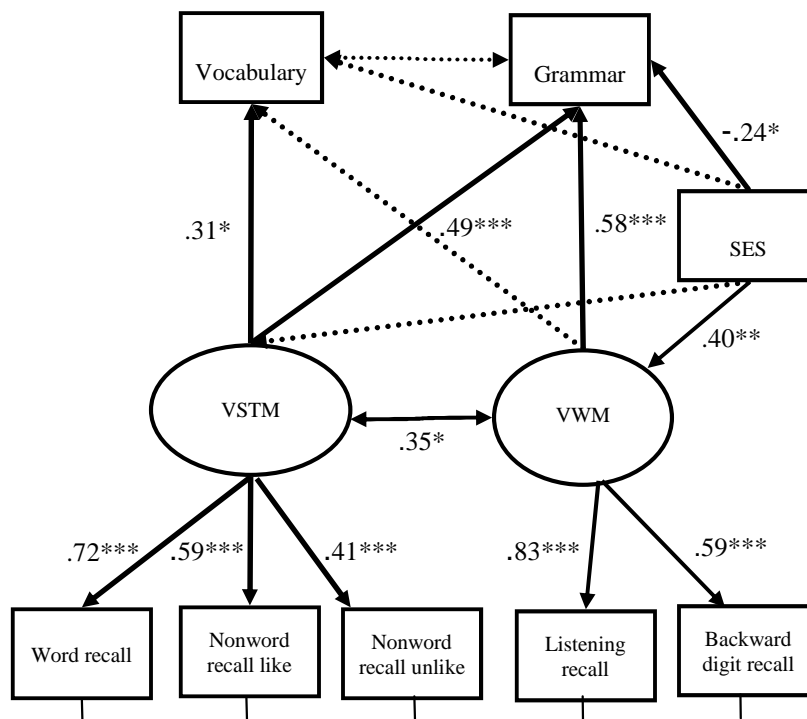 Vocabulary
Grammar
-.24*
.31*
.49***
.58***
SES
.40**
VSTM
VWM
.35*
.72***
.59***
.41***
.83***
.59***
Word recall
Nonword
recall like
Nonword
recall unlike
Listening
recall
Backward
digit recall